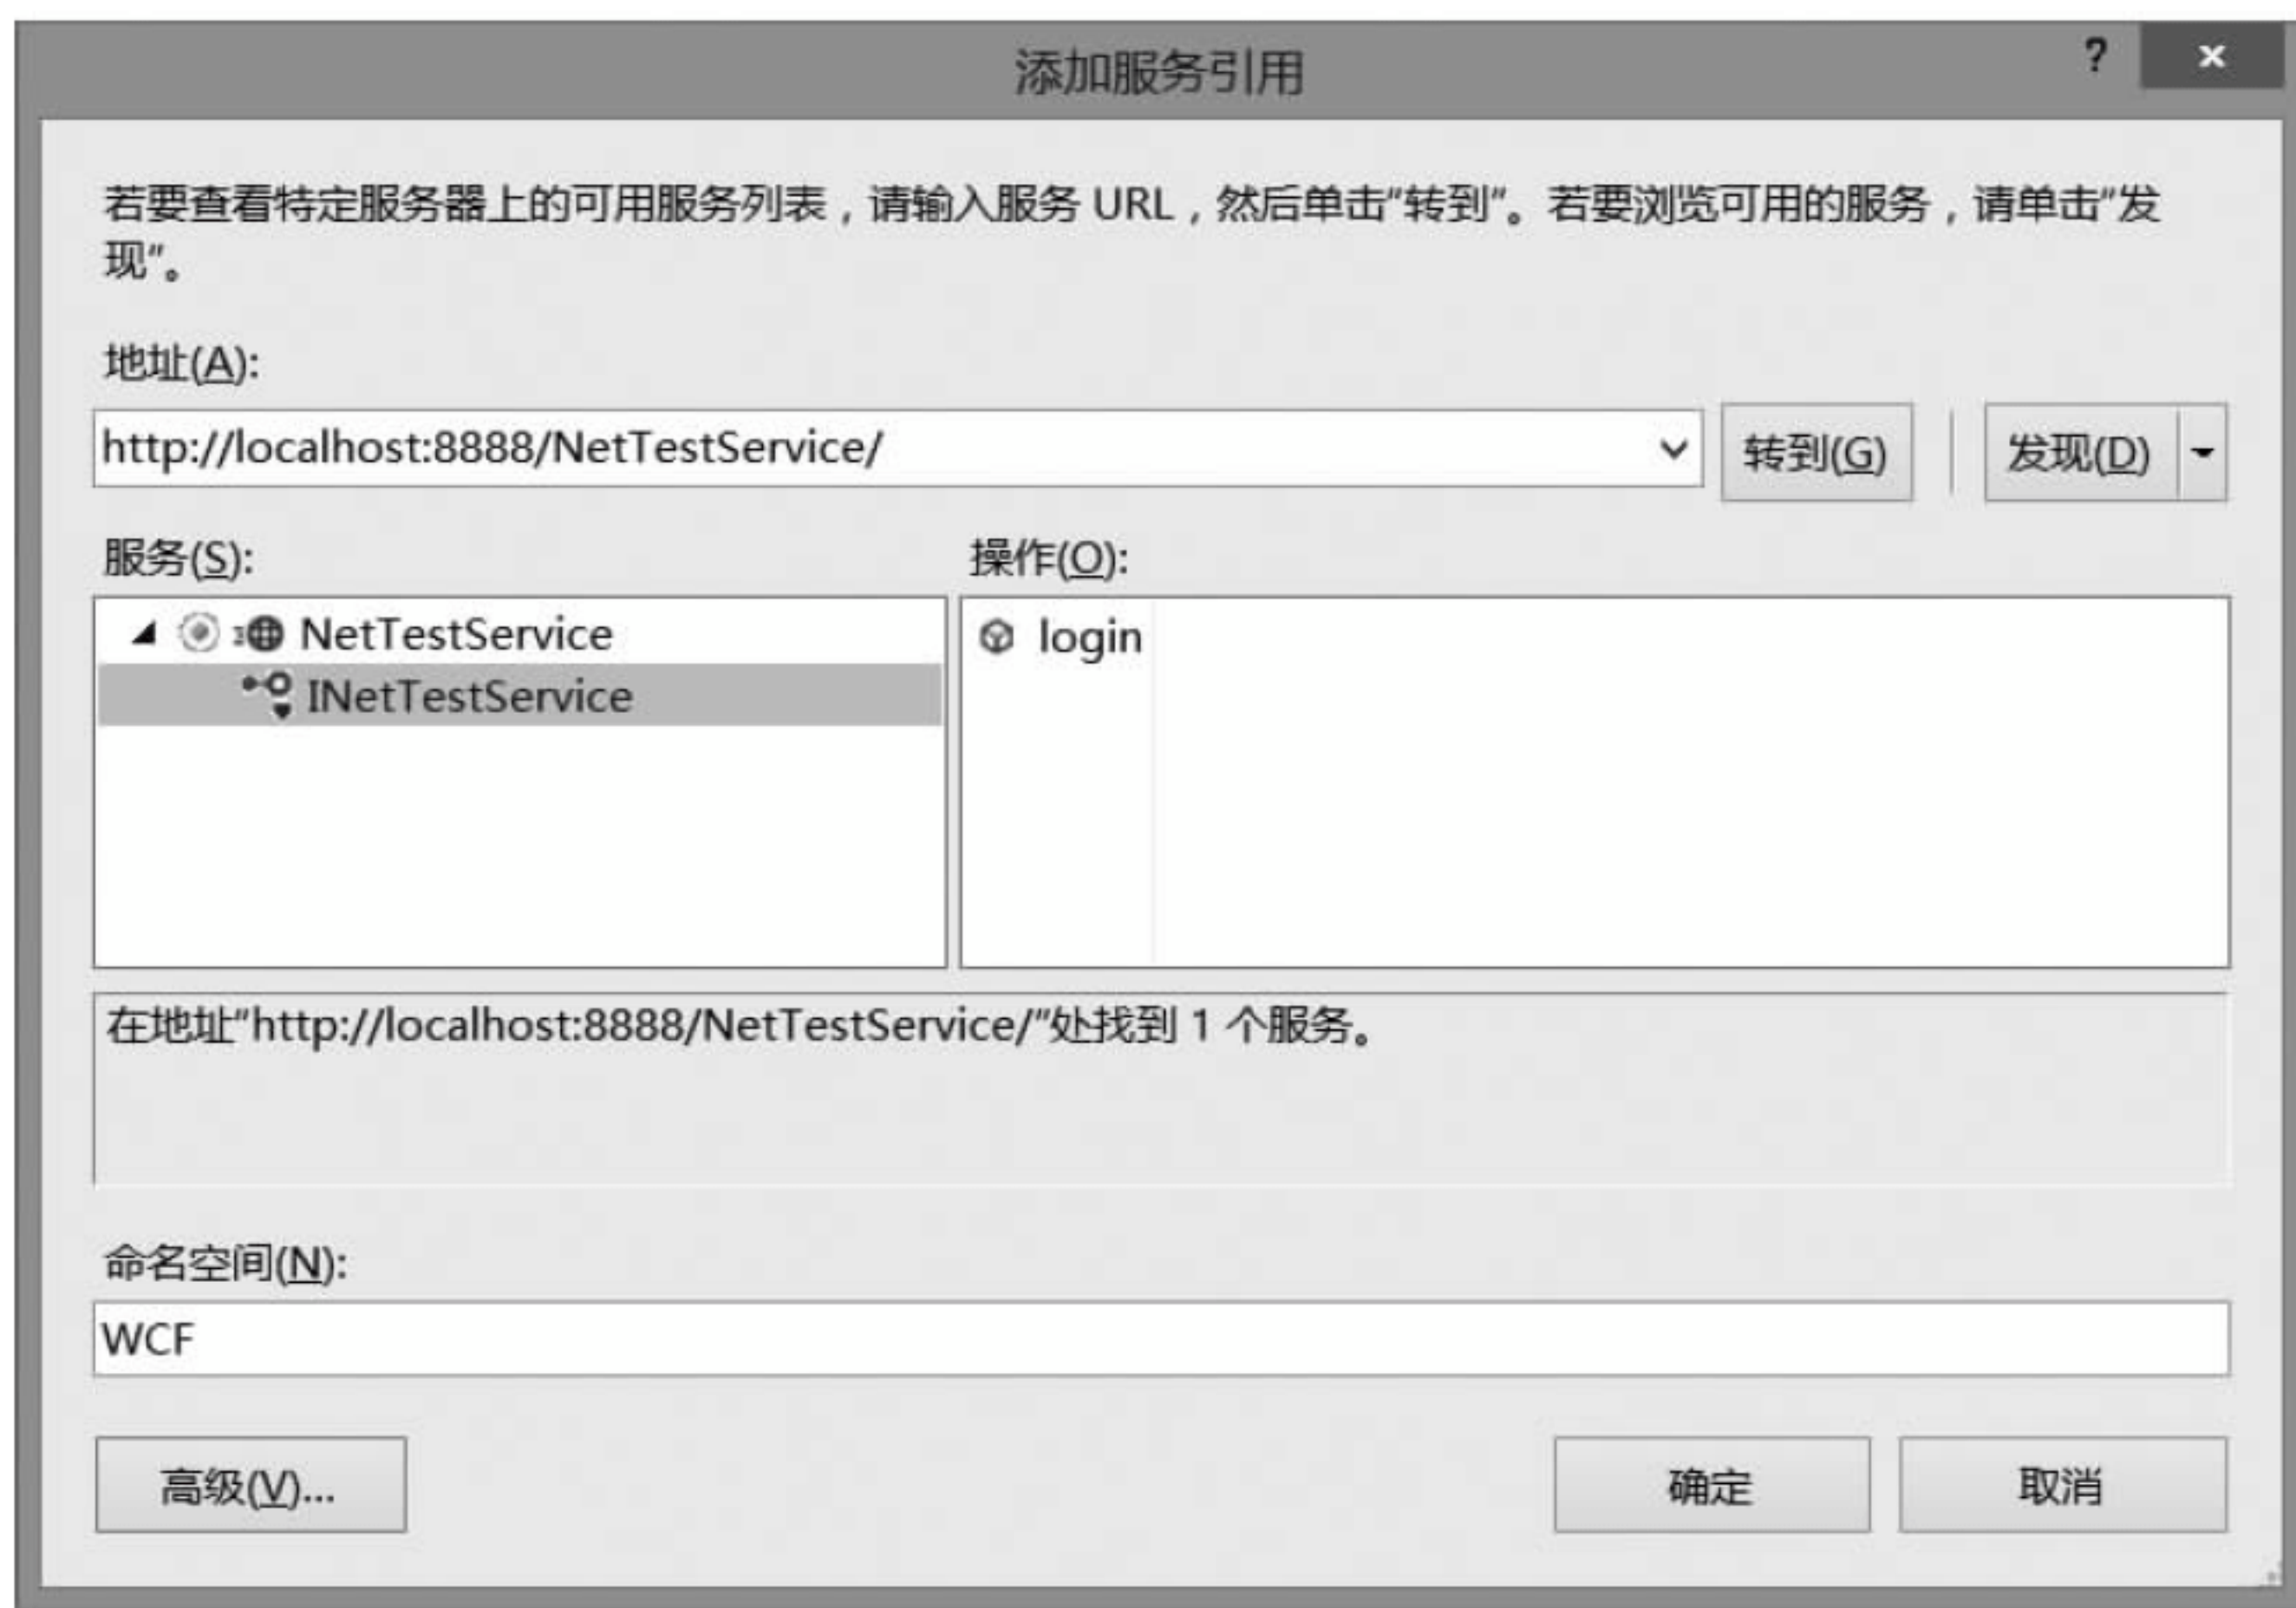 添加服务引用
?
若要查看特定服务器上的可用服务列表，请输入服务 URL，然后单击"转到"。若要浏览可用的服务，请单击"发
现"。
地址(A):
http://localhost:8888/NetTestService/ 转到(G) 发现(D)
服务(S): 操作(O):
NetTestService login
INetTestService
在地址"http://localhost:8888/NetTestService/"处找到 1 个服务。
命名空间(N):
WCF
高级(V)... 确定 取消